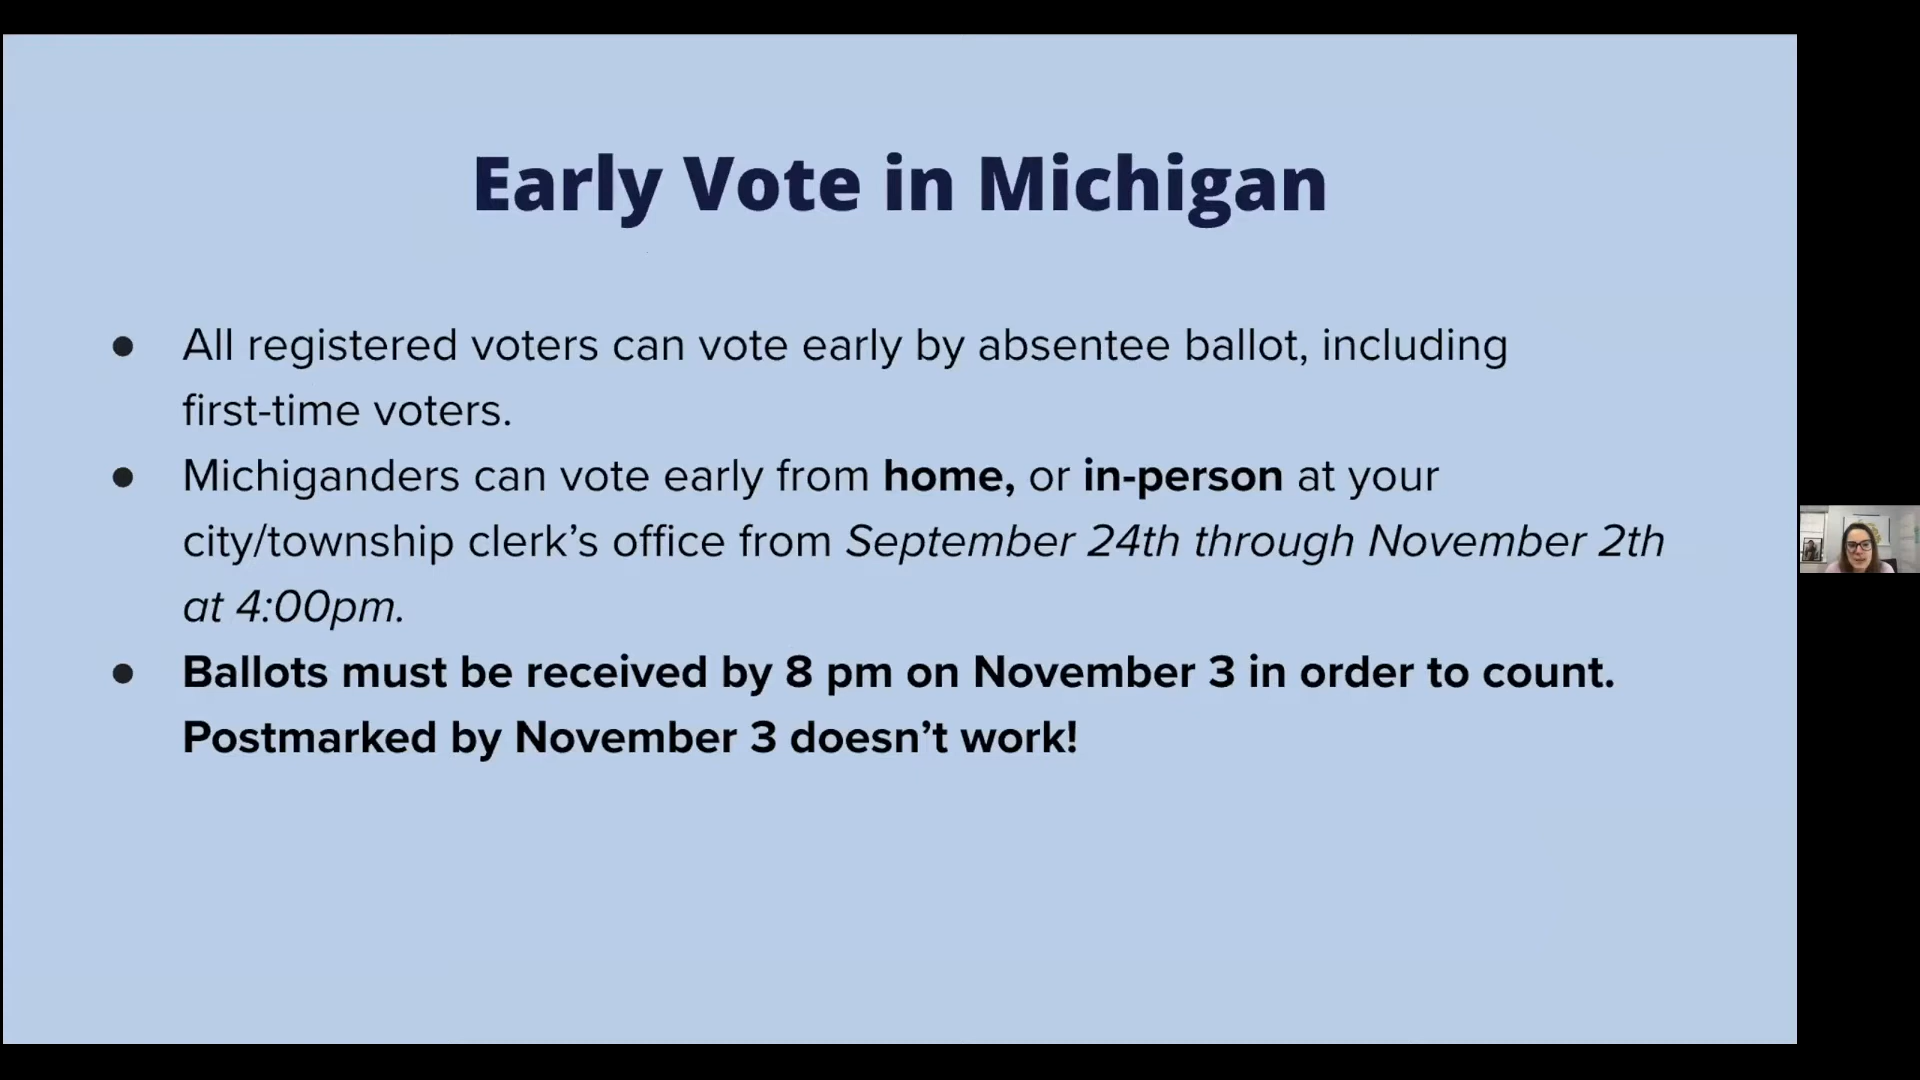 Early Vote in Michigan
● All registered voters can vote early by absentee ballot, including
first-time voters.
● Michiganders can vote early from home, or in-person at your
city/township clerk’s office from September 24th through November 2th
at 4:00pm.
● Ballots must be received by 8 pm on November 3 in order to count.
Postmarked by November 3 doesn’t work!